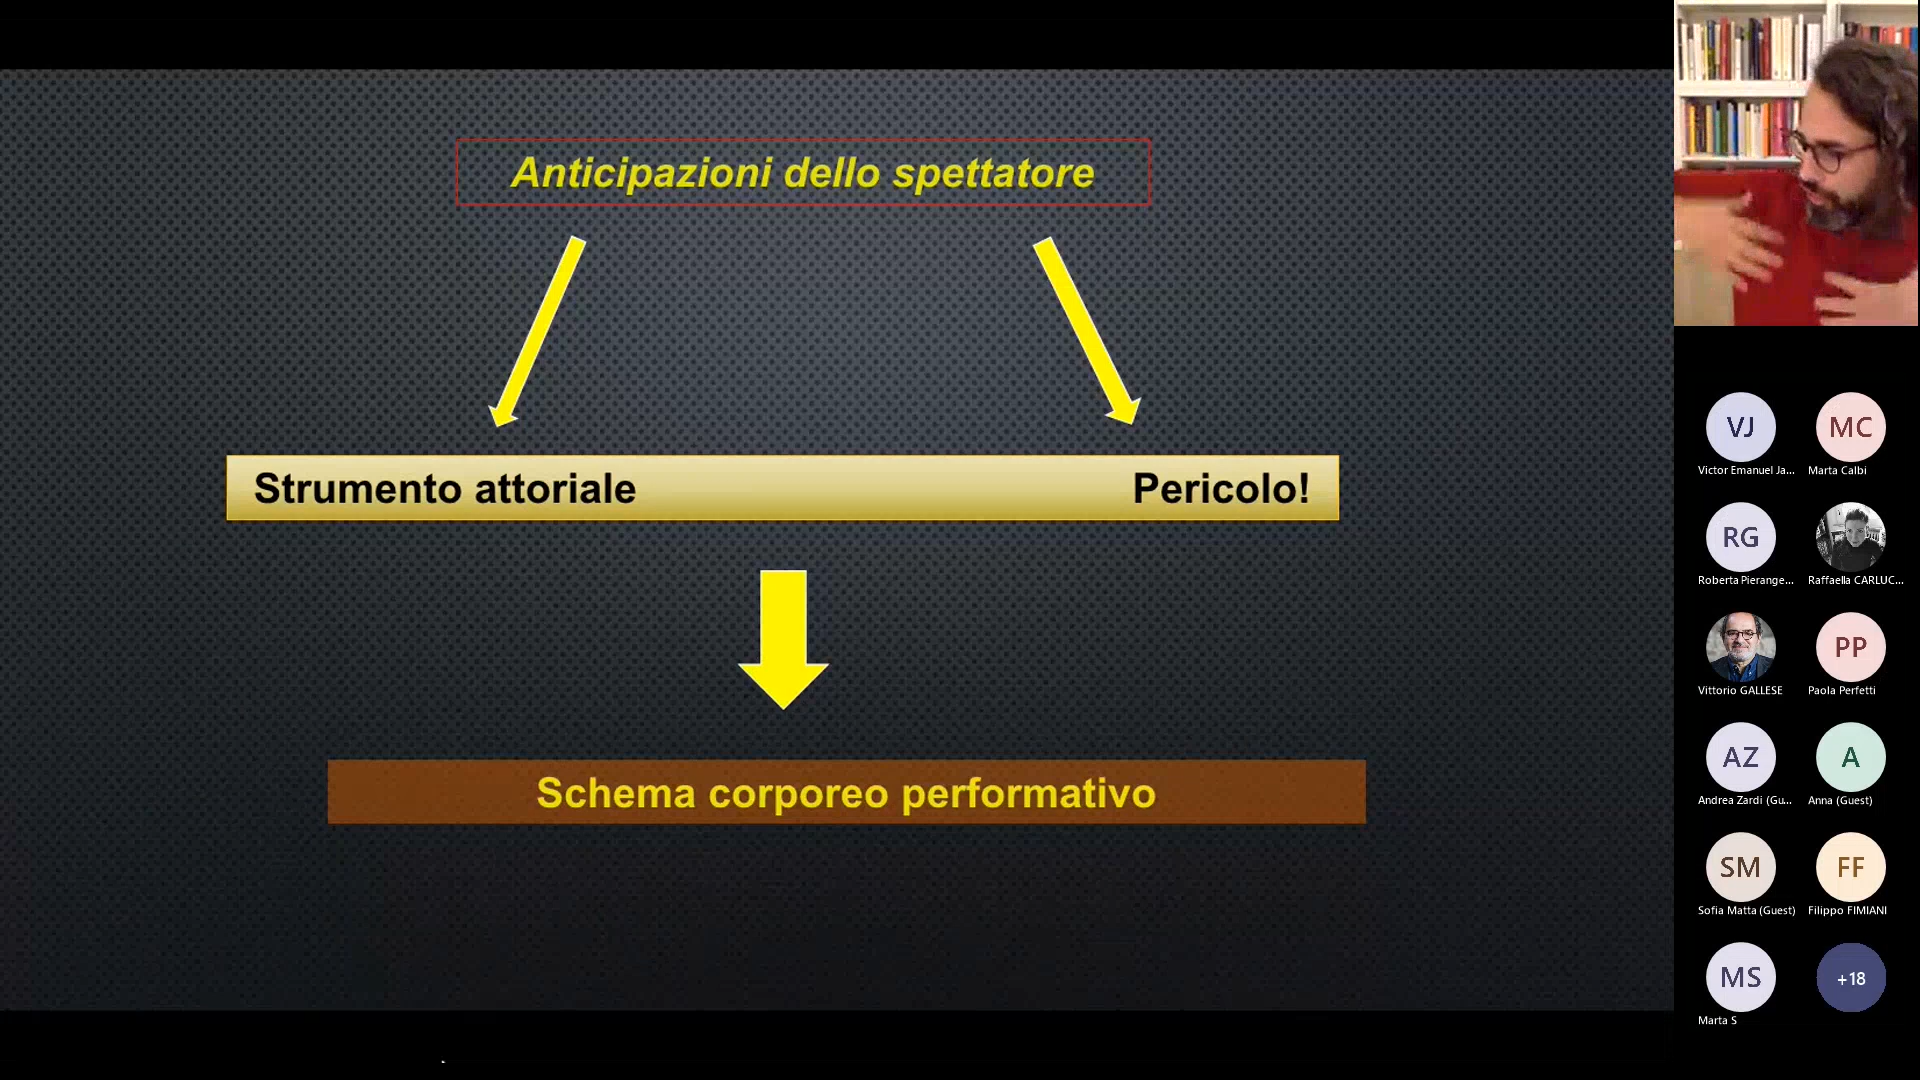 Anticipazioni dello spettatore
Strumento attoriale
Pericolo!
Schema corporeo performativo
VJ
Victor Emanuel Ja...
MC
Marta Calbi
RG
Roberta Pierange...
Raffaella CARLUC...
Vittorio GALLESE
PP
Paola Perfetti
AZ
Andrea Zardi (Gu...
A
Anna (Guest)
SM
Sofia Matta (Guest)
FF
Filippo FIMIANI
MS
Marta S
+18